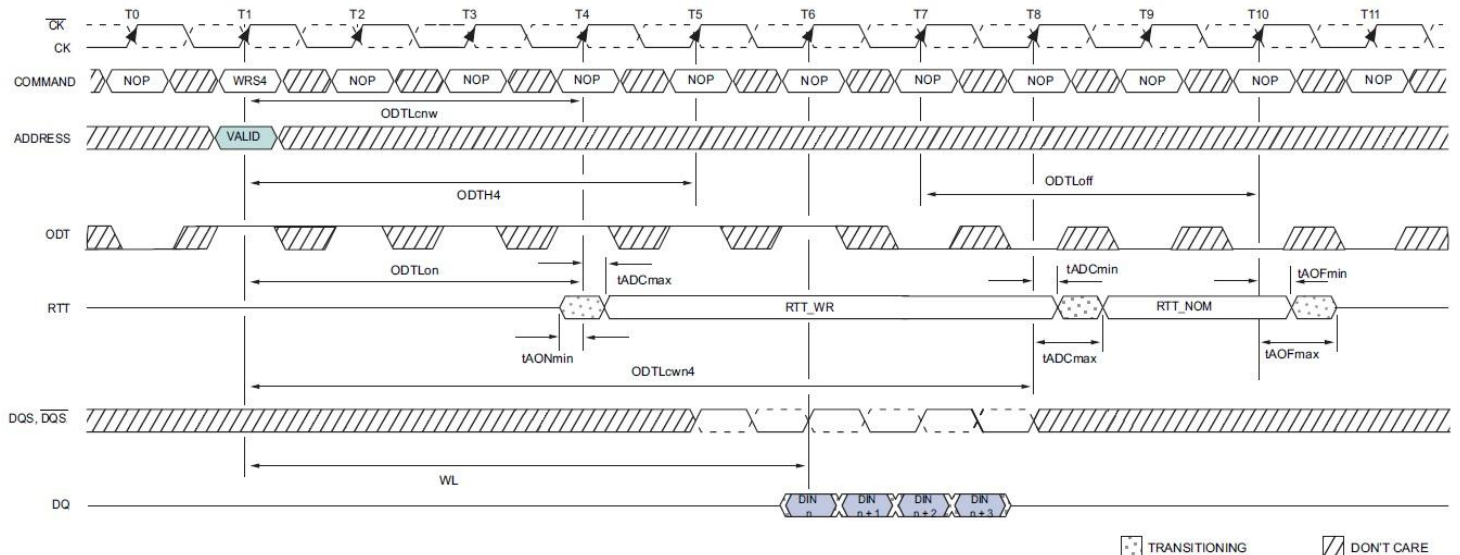 T0 T1 T2 T3 T4 T5 T6 T7 T8 T9 T10 T11
CK
CK
COMMAND NOP WRS4 NOP NOP NOP NOP NOP NOP NOP NOP NOP NOP
ODTLcnw
ADDRESS VALID
ODTH4 ODTLoff
ODT
ODTLon tADCmax tADCmin tAOFmin
RTT RTT_WR RTT_NOM
tAONmin tADCmax tAOFmax
ODTLcwn4
DQS, DQS
WL
DQ DIN DIN DIN DIN
n n + 1 n + 2 n + 3
TRANSITIONING DON'T CARE